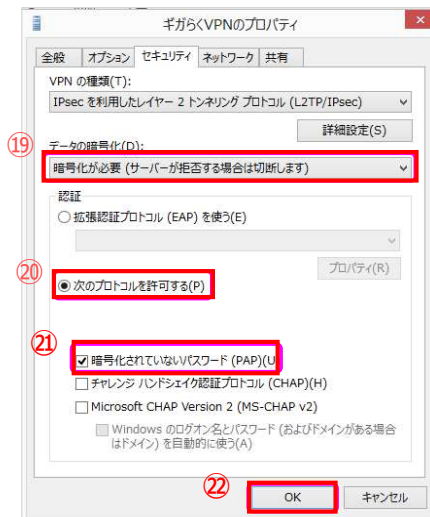 ギガらくVPNのプロパティ
全般 オプション セキュリティ ネットワーク 共有
VPN の種類(T):
IPsec を利用したレイヤー 2 トンネリング プロトコル (L2TP/IPsec)
詳細設定(S)
⑲ データの暗号化(D):
暗号化が必要 (サーバーが拒否する場合は切断します)
認証
拡張認証プロトコル (EAP) を使う(E)
プロパティ(R)
⑳ 次のプロトコルを許可する(P)
㉑ 暗号化されていないパスワード (PAP)(U
チャレンジ ハンドシェイク認証プロトコル (CHAP)(H)
Microsoft CHAP Version 2 (MS-CHAP v2)
Windows のログオン名とパスワード (およびドメインがある場合
はドメイン) を自動的に使う(A)
㉒ OK キャンセル